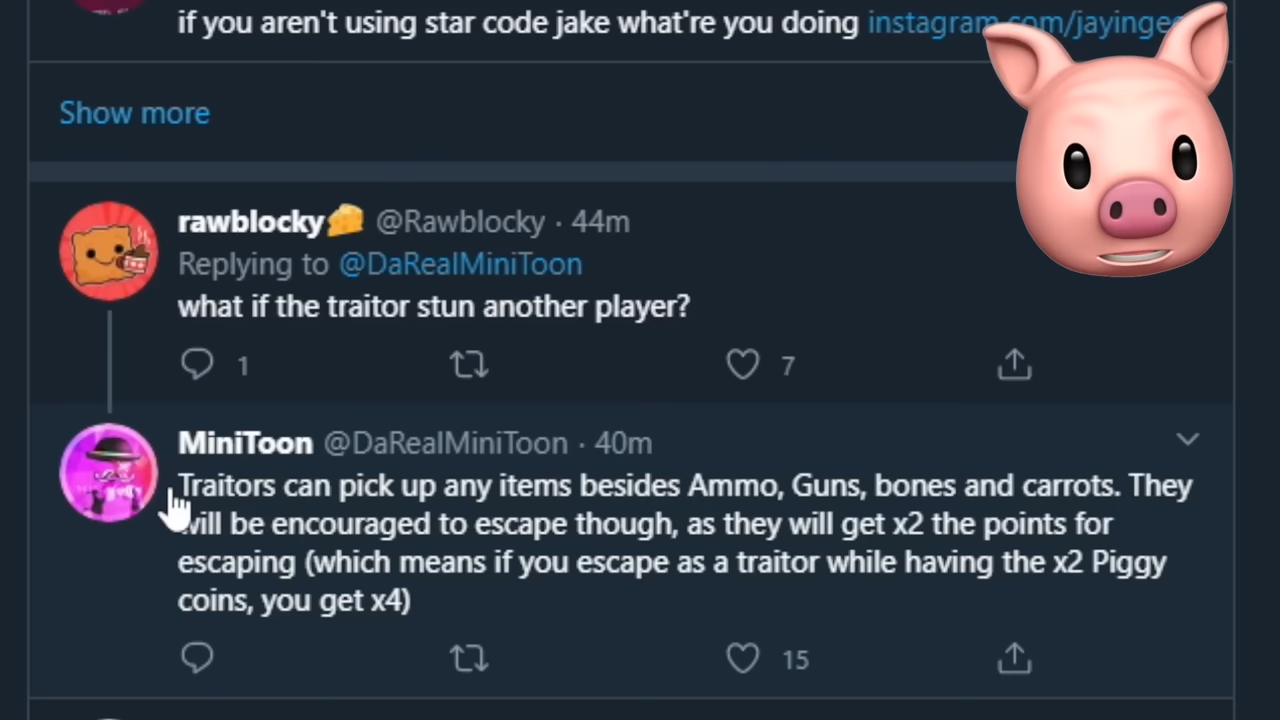 if you aren't using star code jake what're you doing instagram.com/jayingee
Show more
rawblocky🧀 @Rawblocky · 44m
Replying to @DaRealMiniToon
what if the traitor stun another player?
1 7
MiniToon @DaRealMiniToon · 40m
Traitors can pick up any items besides Ammo, Guns, bones and carrots. They
will be encouraged to escape though, as they will get x2 the points for
escaping (which means if you escape as a traitor while having the x2 Piggy
coins, you get x4)
15